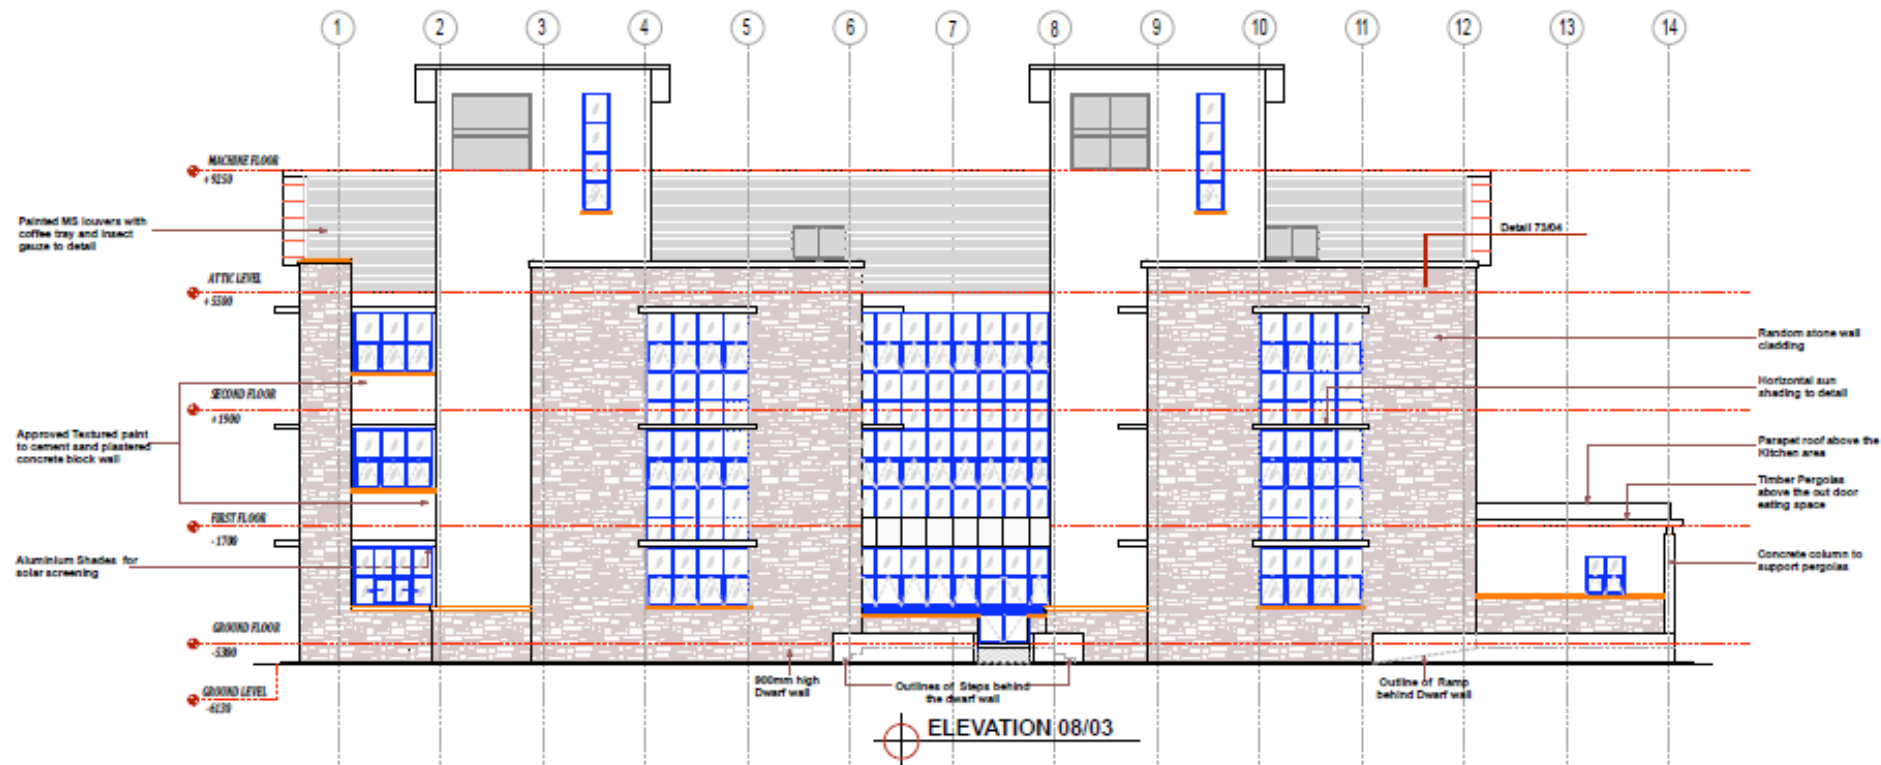 1 2 3 4 5 6 7 8 9 10 11 12 13 14
MACHINE FLOOR
+9250
Painted MS louvers with
coffee tray and insect
gauze to detail
Detail 73/04
ATTIC LEVEL
+5500
Random stone wall
cladding
SECOND FLOOR
+1900
Horizontal sun
shading to detail
Approved Textured paint
to cement sand plastered
concrete block wall
Parapet roof above the
Kitchen area
Timber Pergolas
above the out door
eating space
FIRST FLOOR
-1700
Aluminium Shades for
solar screening
Concrete column to
support pergolas
GROUND FLOOR
-5300
GROUND LEVEL
-6130
900mm high
Dwarf wall
Outlines of Steps behind
the dwarf wall
Outline of Ramp
behind Dwarf wall
ELEVATION 08/03